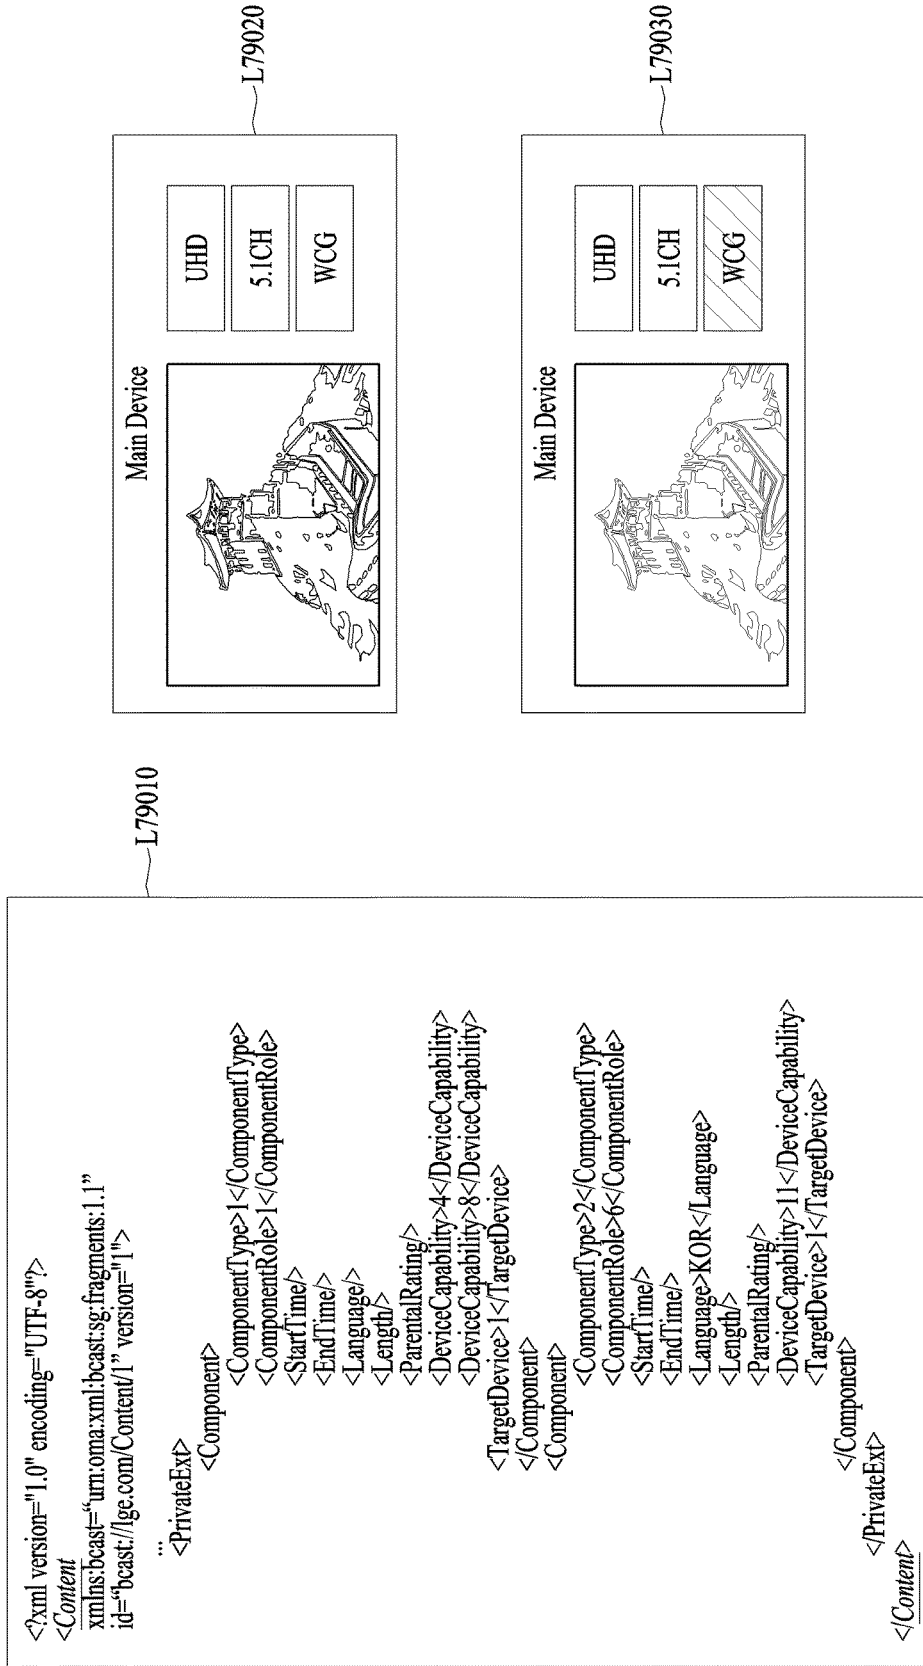 <?xml version="1.0" encoding="UTF-8"?>
<Content
xmlns:bcast="urn:oma:xml:bcast:sg:fragments:1.1”
id=“bcast://lge.com/Content/1” version="1">
...
<PrivateExt>
<Component>
<ComponentType>1</ComponentType>
<ComponentRole>1</ComponentRole>
<StartTime/>
<EndTime/>
<Language/>
<Length/>
<ParentalRating/>
<DeviceCapability>4</DeviceCapability>
<DeviceCapability>8</DeviceCapability>
<TargetDevice>1</TargetDevice>
</Component>
<Component>
<ComponentType>2</ComponentType>
<ComponentRole>6</ComponentRole>
<StartTime/>
<EndTime/>
<Language>KOR</Language>
<Length/>
<ParentalRating/>
<DeviceCapability>11</DeviceCapability>
<TargetDevice>1</TargetDevice>
</Component>
</PrivateExt>
</Content>
L79010
Main Device
UHD
5.1CH
WCG
L79020
Main Device
UHD
5.1CH
WCG
L79030